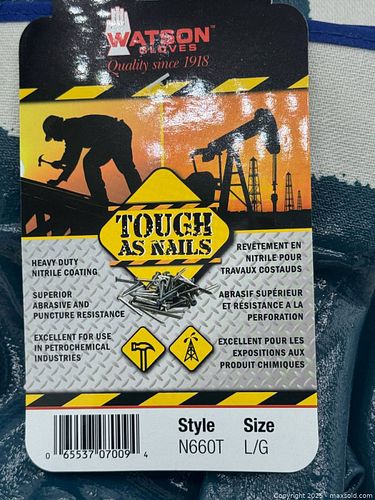 WATSON™
GLOVES
Quality since 1918
TOUGH
AS NAILS
HEAVY DUTY
NITRILE COATING
SUPERIOR
ABRASIVE AND
PUNCTURE RESISTANCE
EXCELLENT FOR USE
IN PETROCHEMICAL
INDUSTRIES
REVÊTEMENT EN
NITRILE POUR
TRAVAUX COSTAUDS
ABRASIF SUPÉRIEUR
ET RÉSISTANCE A LA
PERFORATION
EXCELLENT POUR LES
EXPOSITIONS AUX
PRODUIT CHIMIQUES
Style Size
N660T L/G
0 65537 07009 4
Copyright 2025 - maxsold.com